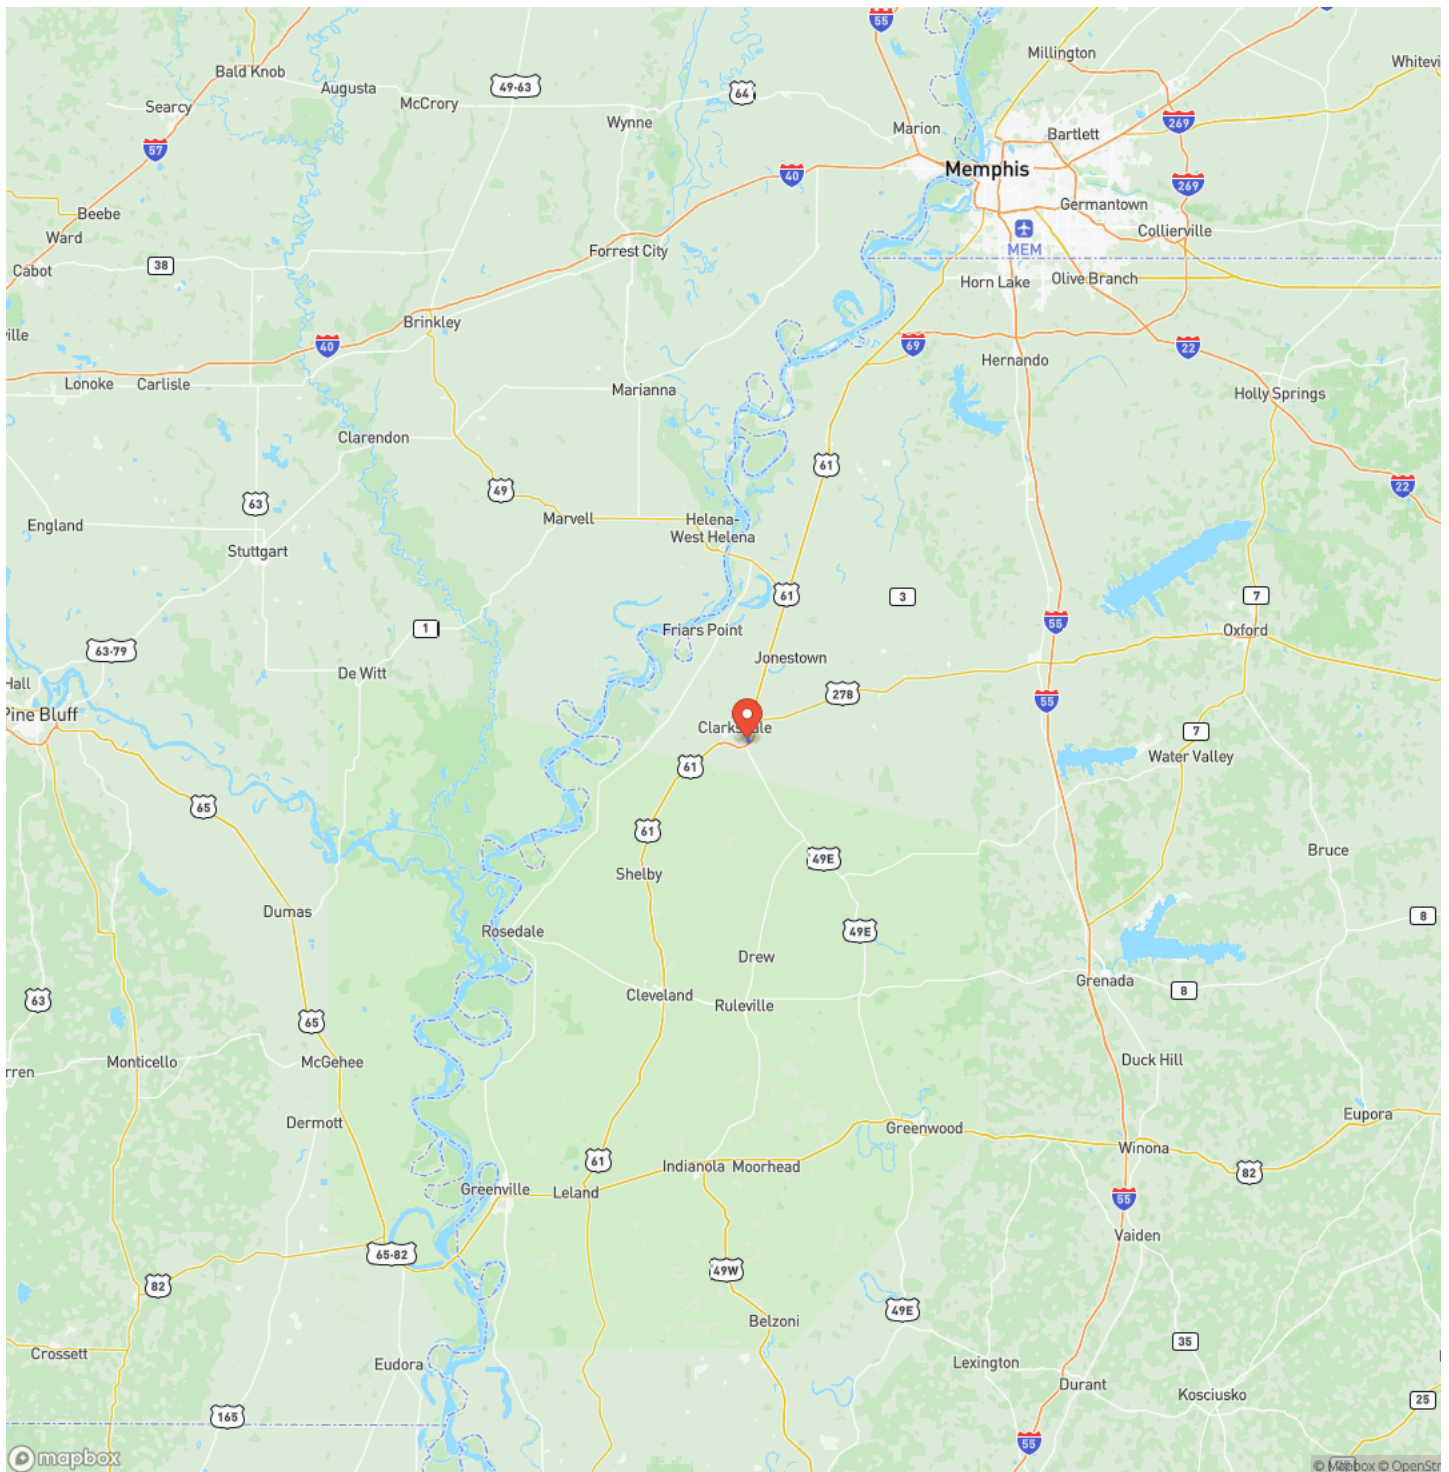 55
Millington
Whitevi
Bald Knob
49-63
Augusta
64
McCrory
Searcy
Wynne
269
Marion
Bartlett
57
Memphis
40
269
Beebe
Germantown
Ward
MEM
Collierville
Forrest City
38
Cabot
Horn Lake
Olive Branch
Brinkley
ville
40
69
22
Hernando
Lonoke
Carlisle
Marianna
Holly Springs
Clarendon
61
22
49
63
England
Marvell
Helena-
West Helena
Stuttgart
61
3
7
1
Friars Point
55
Oxford
63-79
Jonestown
De Witt
Hall
278
55
Pine Bluff
Clarksdale
7
Water Valley
61
65
61
49E
Bruce
Shelby
Dumas
8
Rosedale
49E
Drew
Grenada
63
Cleveland
Ruleville
8
65
Monticello
McGehee
Duck Hill
rren
Dermott
Eupora
Greenwood
Winona
61
Indianola
Moorhead
82
Greenville
Leland
55
Vaiden
65-82
49W
82
49E
Belzoni
35
Crossett
Eudora
Lexington
Durant
Kosciusko
25
165
55
mapbox
© Mapbox © OpenStr